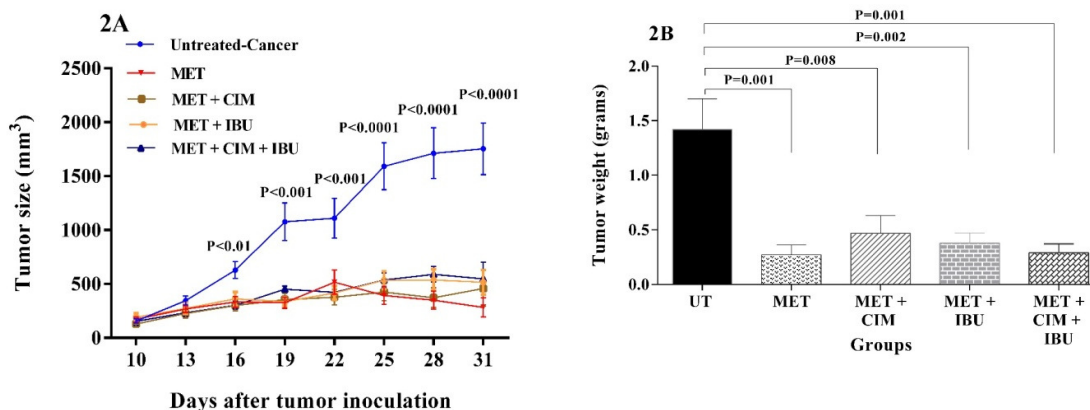 2A
Untreated-Cancer
MET
MET + CIM
MET + IBU
MET + CIM + IBU
2500
2000
1500
1000
500
0
Tumor size (mm³)
P<0.01
P<0.001
P<0.001
P<0.0001
P<0.0001
P<0.0001
10 13 16 19 22 25 28 31
Days after tumor inoculation
2B
P=0.001
P=0.002
P=0.008
P=0.001
2.0
1.5
1.0
0.5
0.0
Tumor weight (grams)
UT
MET
MET +
CIM
MET +
IBU
MET +
CIM +
IBU
Groups